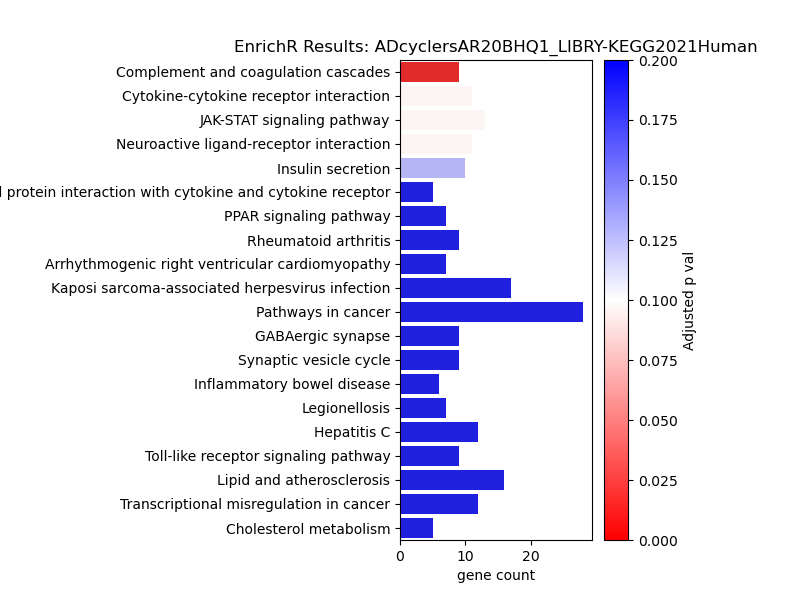 EnrichR Results: ADcyclersAR20BHQ1_LIBRY-KEGG2021Human
Complement and coagulation cascades
Cytokine-cytokine receptor interaction
JAK-STAT signaling pathway
Neuroactive ligand-receptor interaction
Insulin secretion
protein interaction with cytokine and cytokine receptor
PPAR signaling pathway
Rheumatoid arthritis
Arrhythmogenic right ventricular cardiomyopathy
Kaposi sarcoma-associated herpesvirus infection
Pathways in cancer
GABAergic synapse
Synaptic vesicle cycle
Inflammatory bowel disease
Legionellosis
Hepatitis C
Toll-like receptor signaling pathway
Lipid and atherosclerosis
Transcriptional misregulation in cancer
Cholesterol metabolism
0 10 20
gene count
0.200
0.175
0.150
0.125
0.100
0.075
0.050
0.025
0.000
Adjusted p val